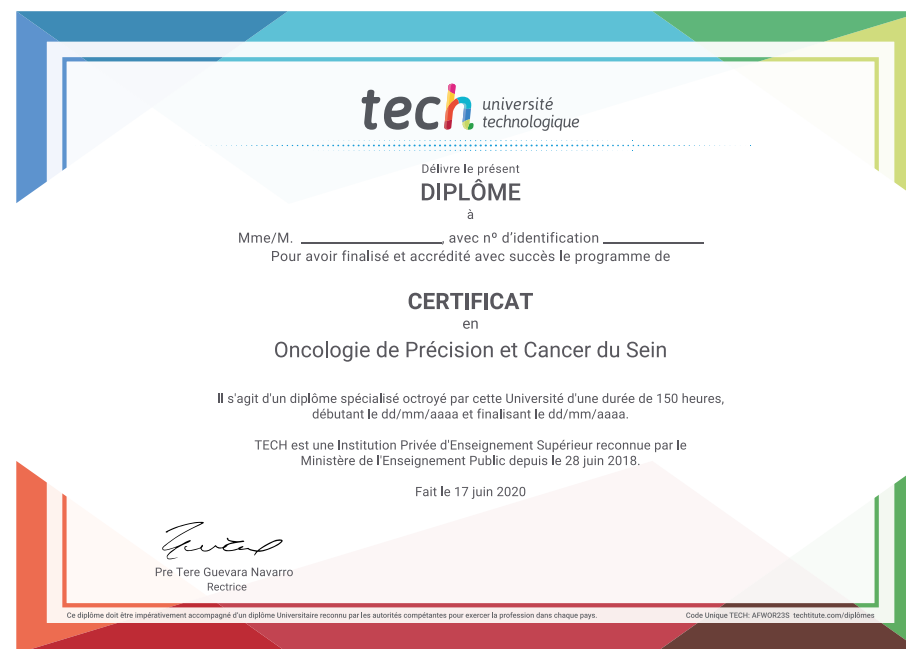 tech université
technologique
Délivre le présent
DIPLÔME
à
Mme/M. ____________________, avec nº d'identification ______________
Pour avoir finalisé et accrédité avec succès le programme de
CERTIFICAT
en
Oncologie de Précision et Cancer du Sein
Il s'agit d'un diplôme spécialisé octroyé par cette Université d'une durée de 150 heures,
débutant le dd/mm/aaaa et finalisant le dd/mm/aaaa.
TECH est une Institution Privée d'Enseignement Supérieur reconnue par le
Ministère de l'Enseignement Public depuis le 28 juin 2018.
Fait le 17 juin 2020
Pre Tere Guevara Navarro
Rectrice
Ce diplôme doit être impérativement accompagné d'un diplôme Universitaire reconnu par les autorités compétantes pour exercer la profession dans chaque pays.
Code Unique TECH: AFWOR23S techtitute.com/diplômes